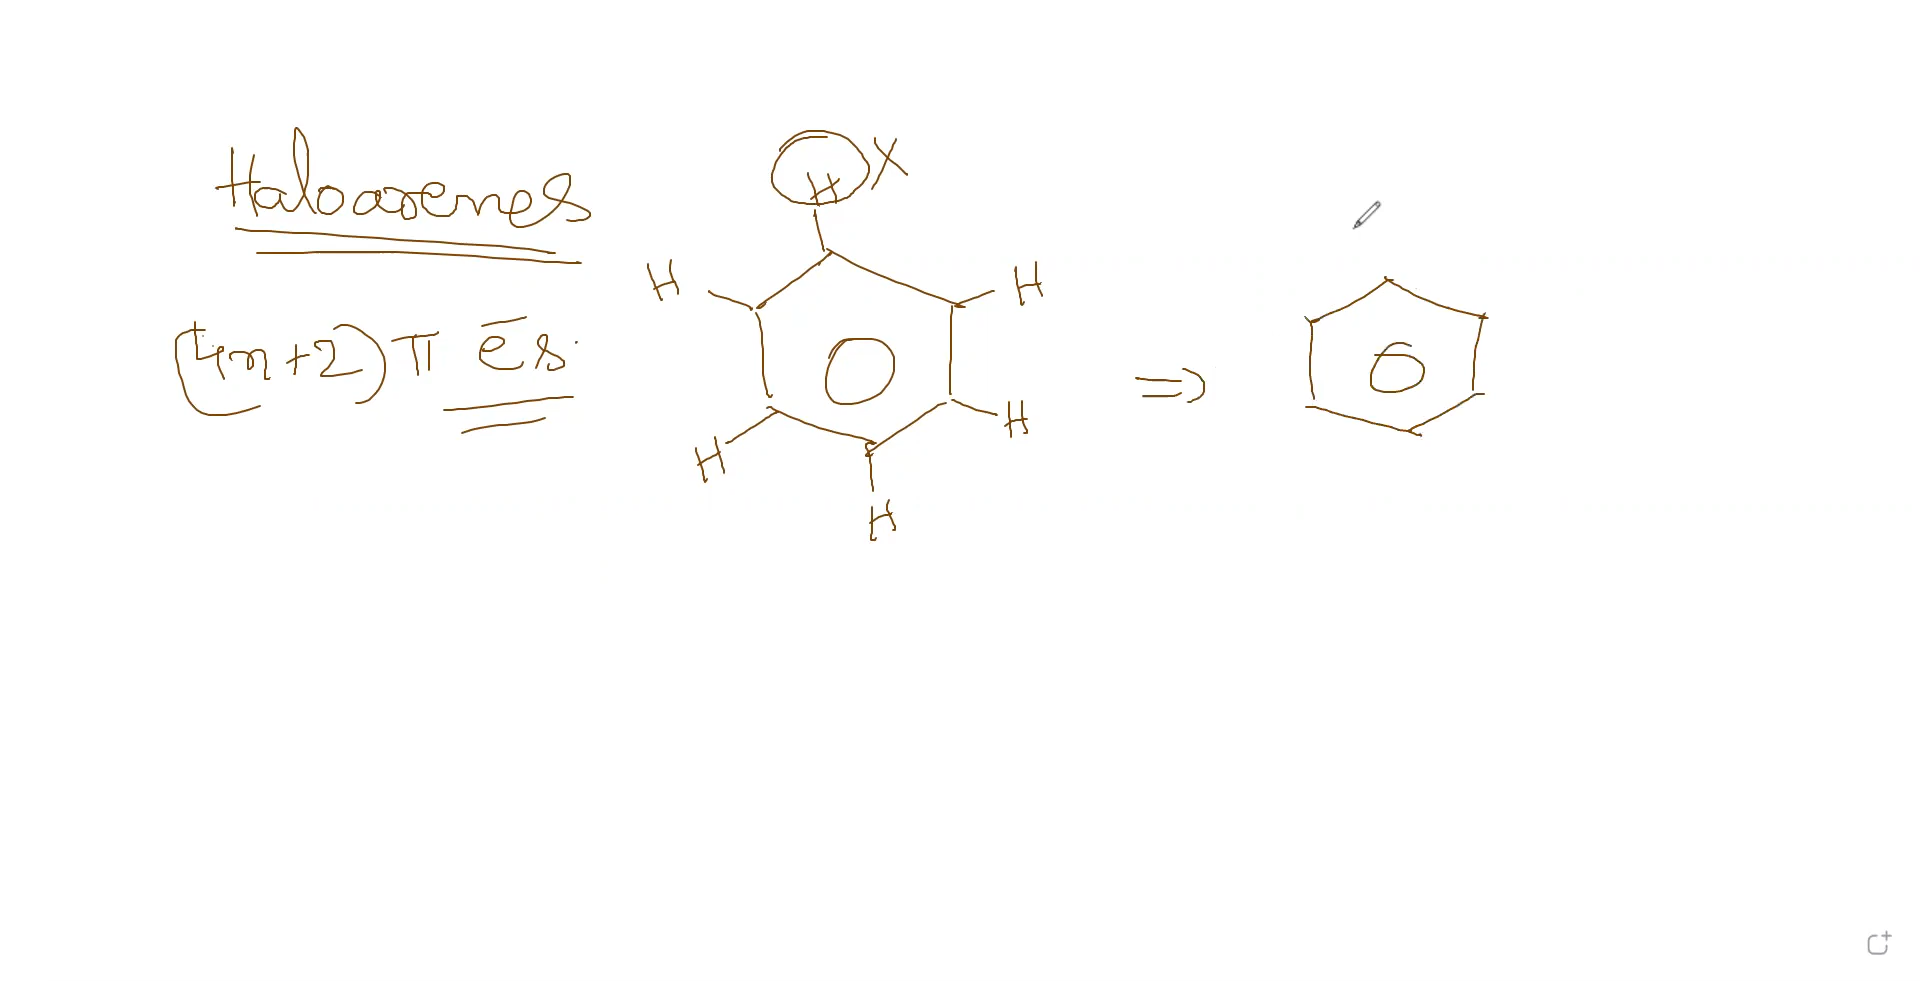 Haloarenes
(4n+2) π ēs
H X
H H
H H
H